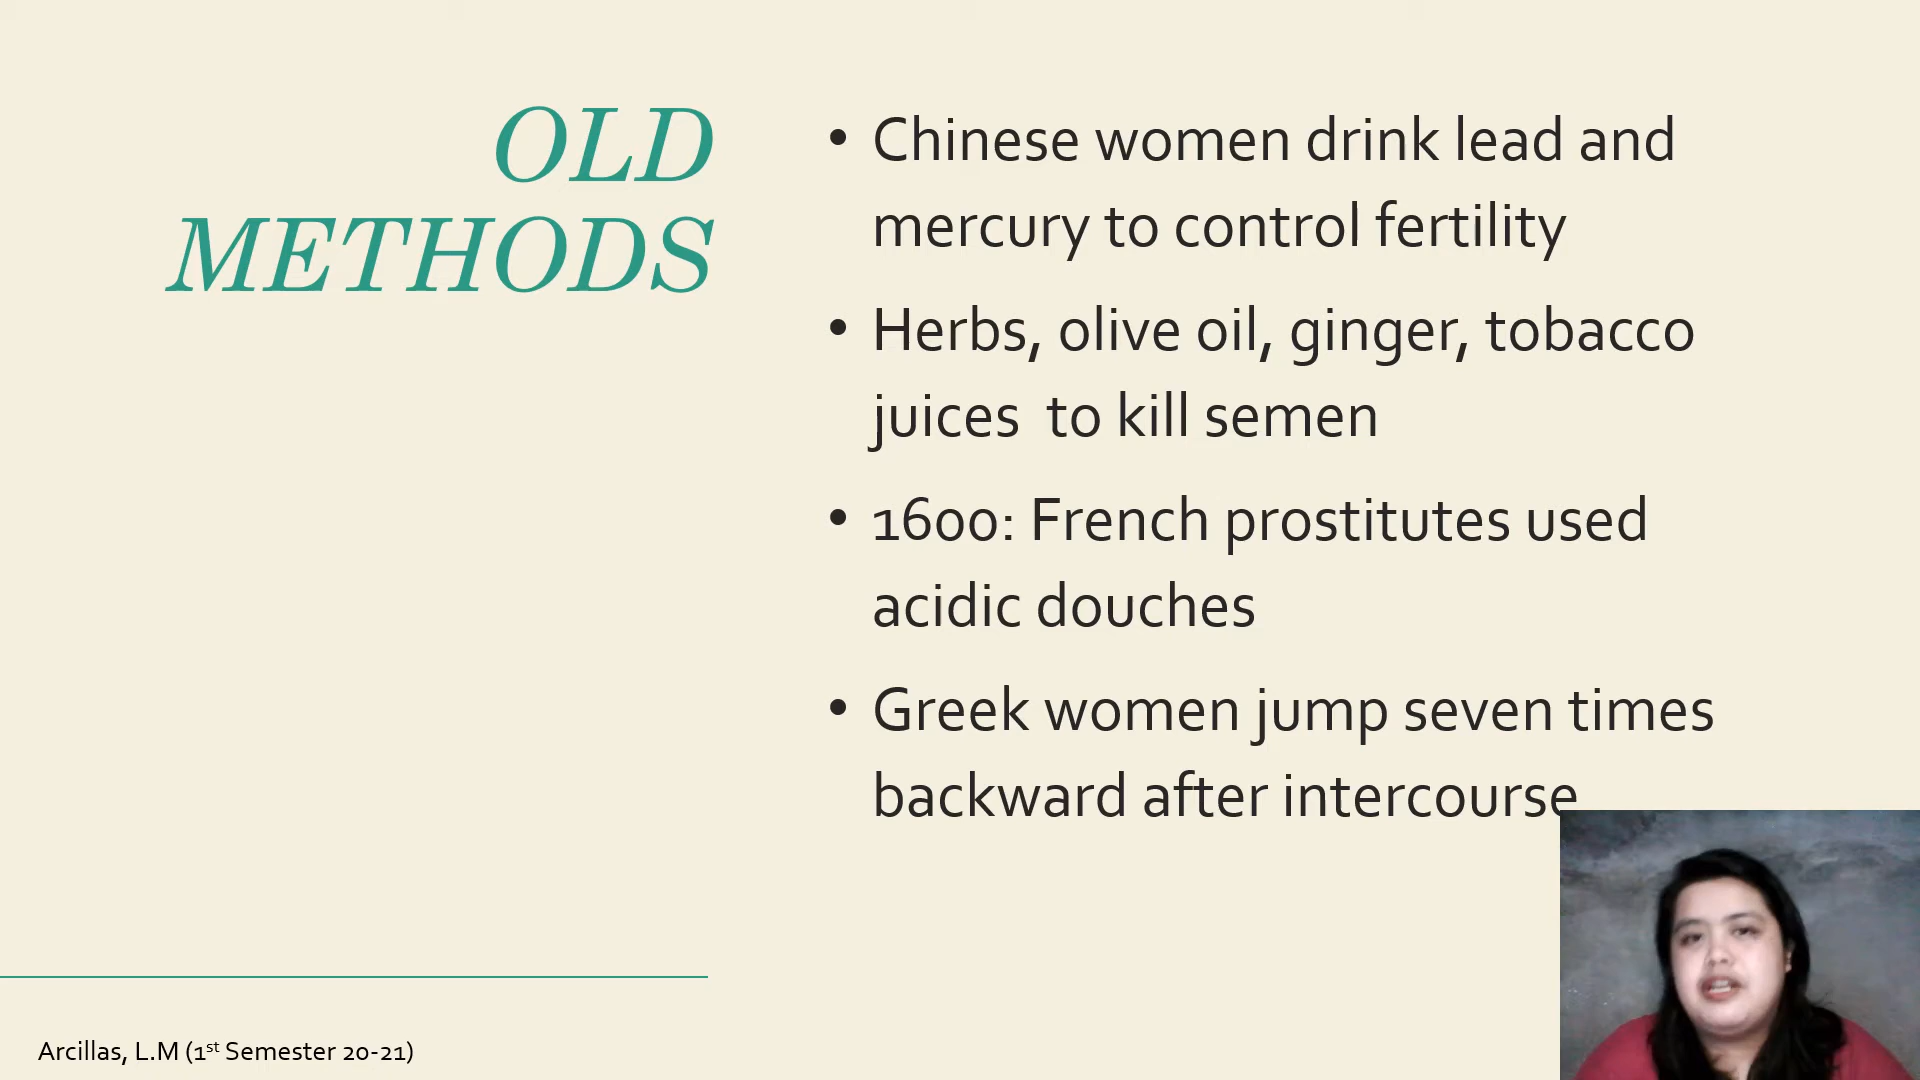 OLD
METHODS
• Chinese women drink lead and
mercury to control fertility
• Herbs, olive oil, ginger, tobacco
juices  to kill semen
• 1600: French prostitutes used
acidic douches
• Greek women jump seven times
backward after intercourse
Arcillas, L.M (1st Semester 20-21)